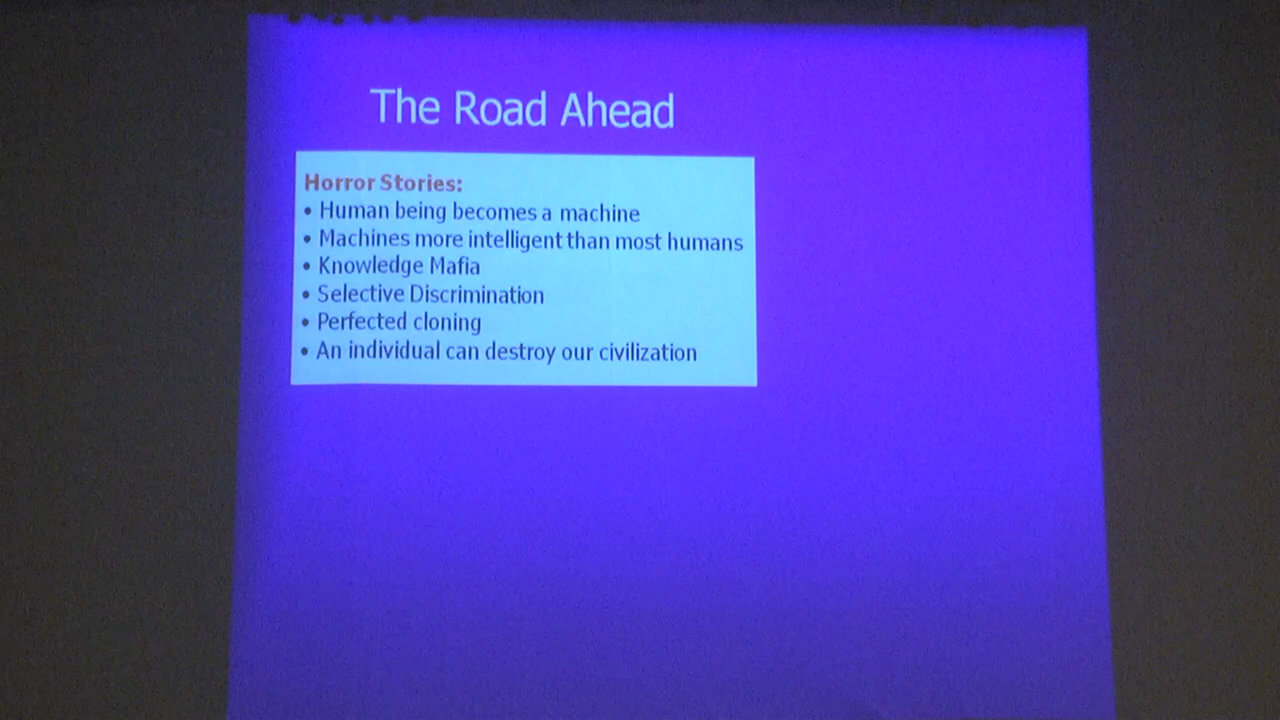 The Road Ahead
Horror Stories:
• Human being becomes a machine
• Machines more intelligent than most humans
• Knowledge Mafia
• Selective Discrimination
• Perfected cloning
• An individual can destroy our civilization